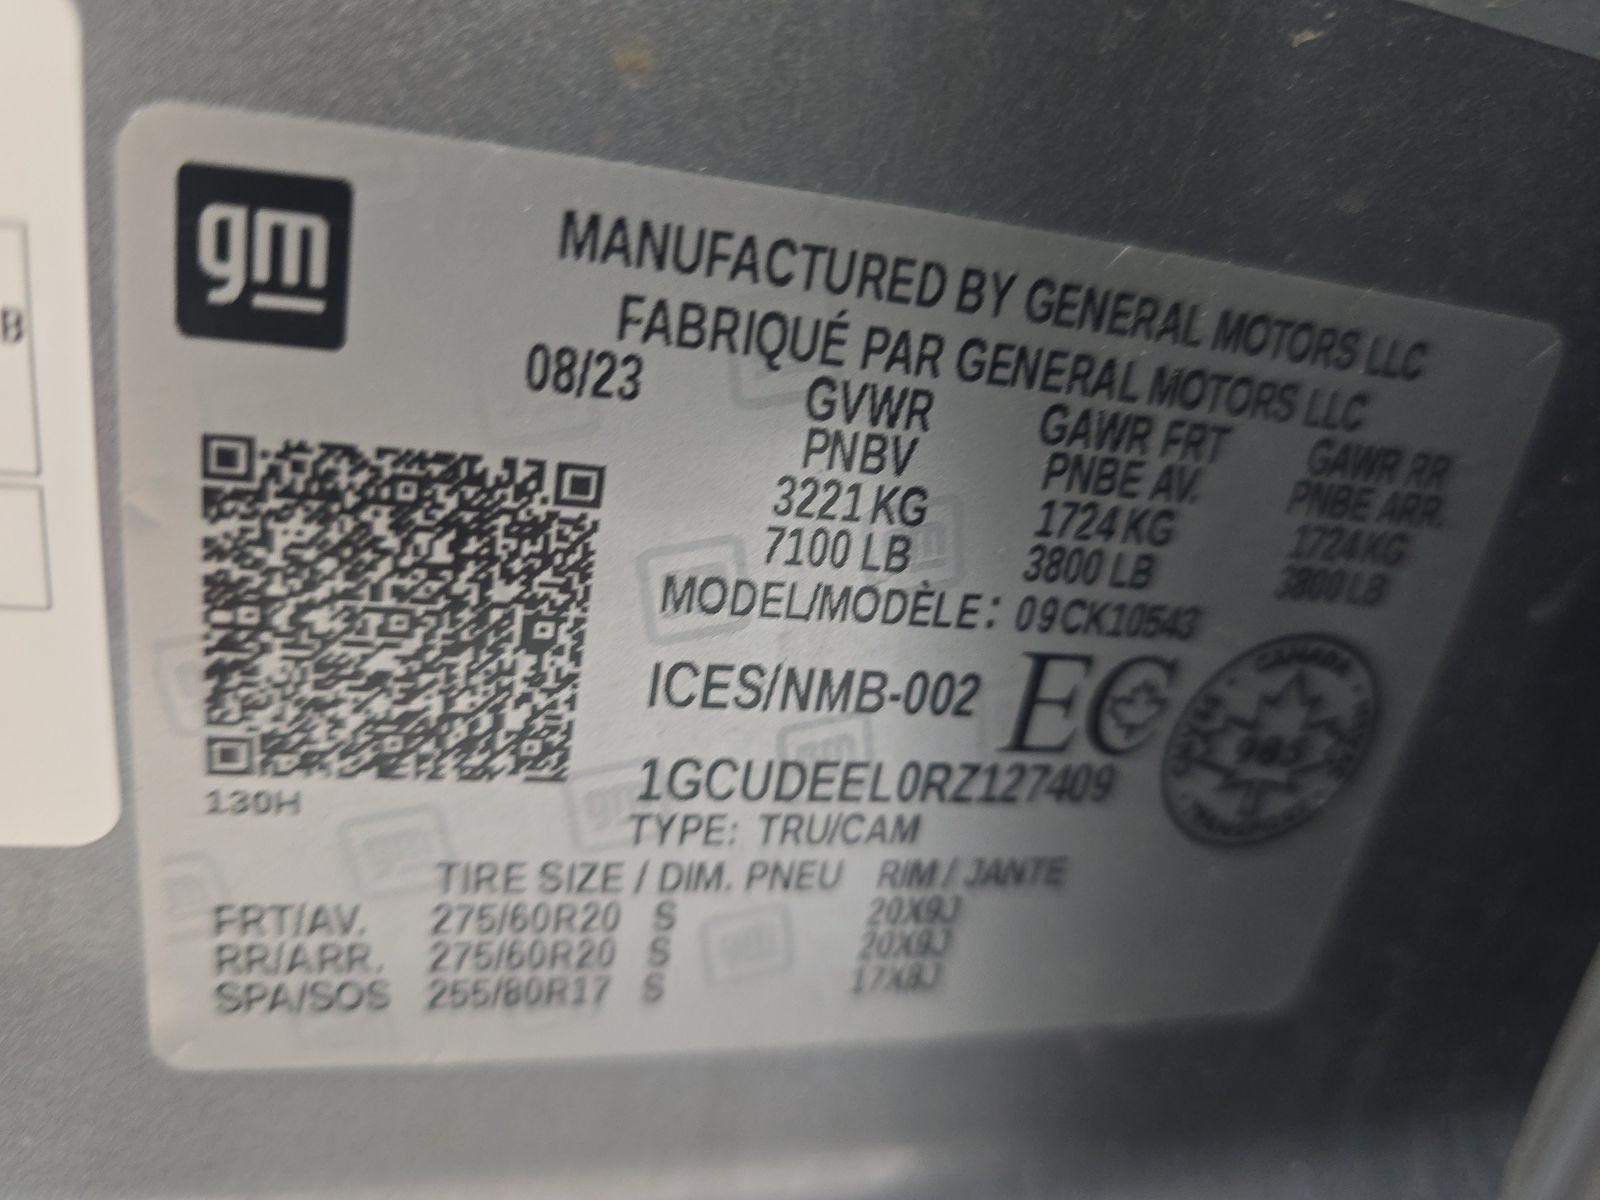 B
gm
MANUFACTURED BY GENERAL MOTORS LLC
FABRIQUÉ PAR GENERAL MOTORS LLC
08/23
GVWR GAWR FRT GAWR RR
PNBV PNBE AV. PNBE ARR.
3221 KG 1724 KG 1724 KG
7100 LB 3800 LB 3800 LB
MODEL/MODÈLE: 09CK10543
ICES/NMB-002 EC
1GCUDEEL0RZ127409
130H
TYPE: TRU/CAM
TIRE SIZE / DIM. PNEU RIM / JANTE
FRT/AV. 275/60R20 S 20X9J
RR/ARR. 275/60R20 S 20X9J
SPA/SOS 255/80R17 S 17X8J
CANADA
TRANSPORT